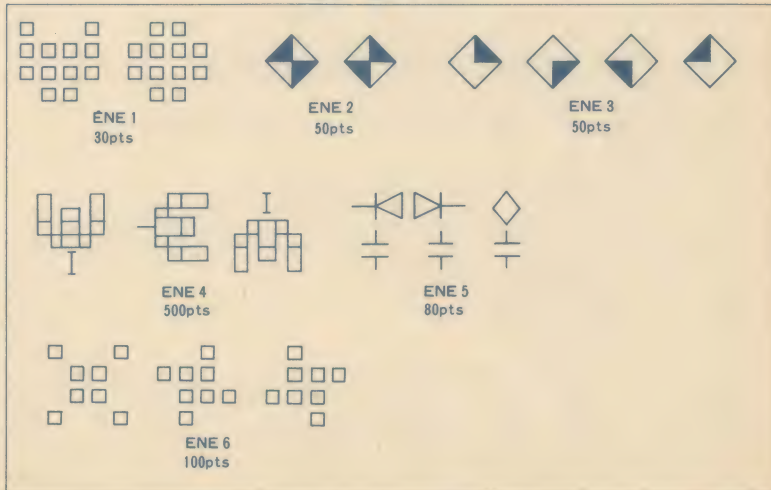 ENE 1
30pts
ENE 2
50pts
ENE 3
50pts
ENE 4
500pts
ENE 5
80pts
ENE 6
100pts